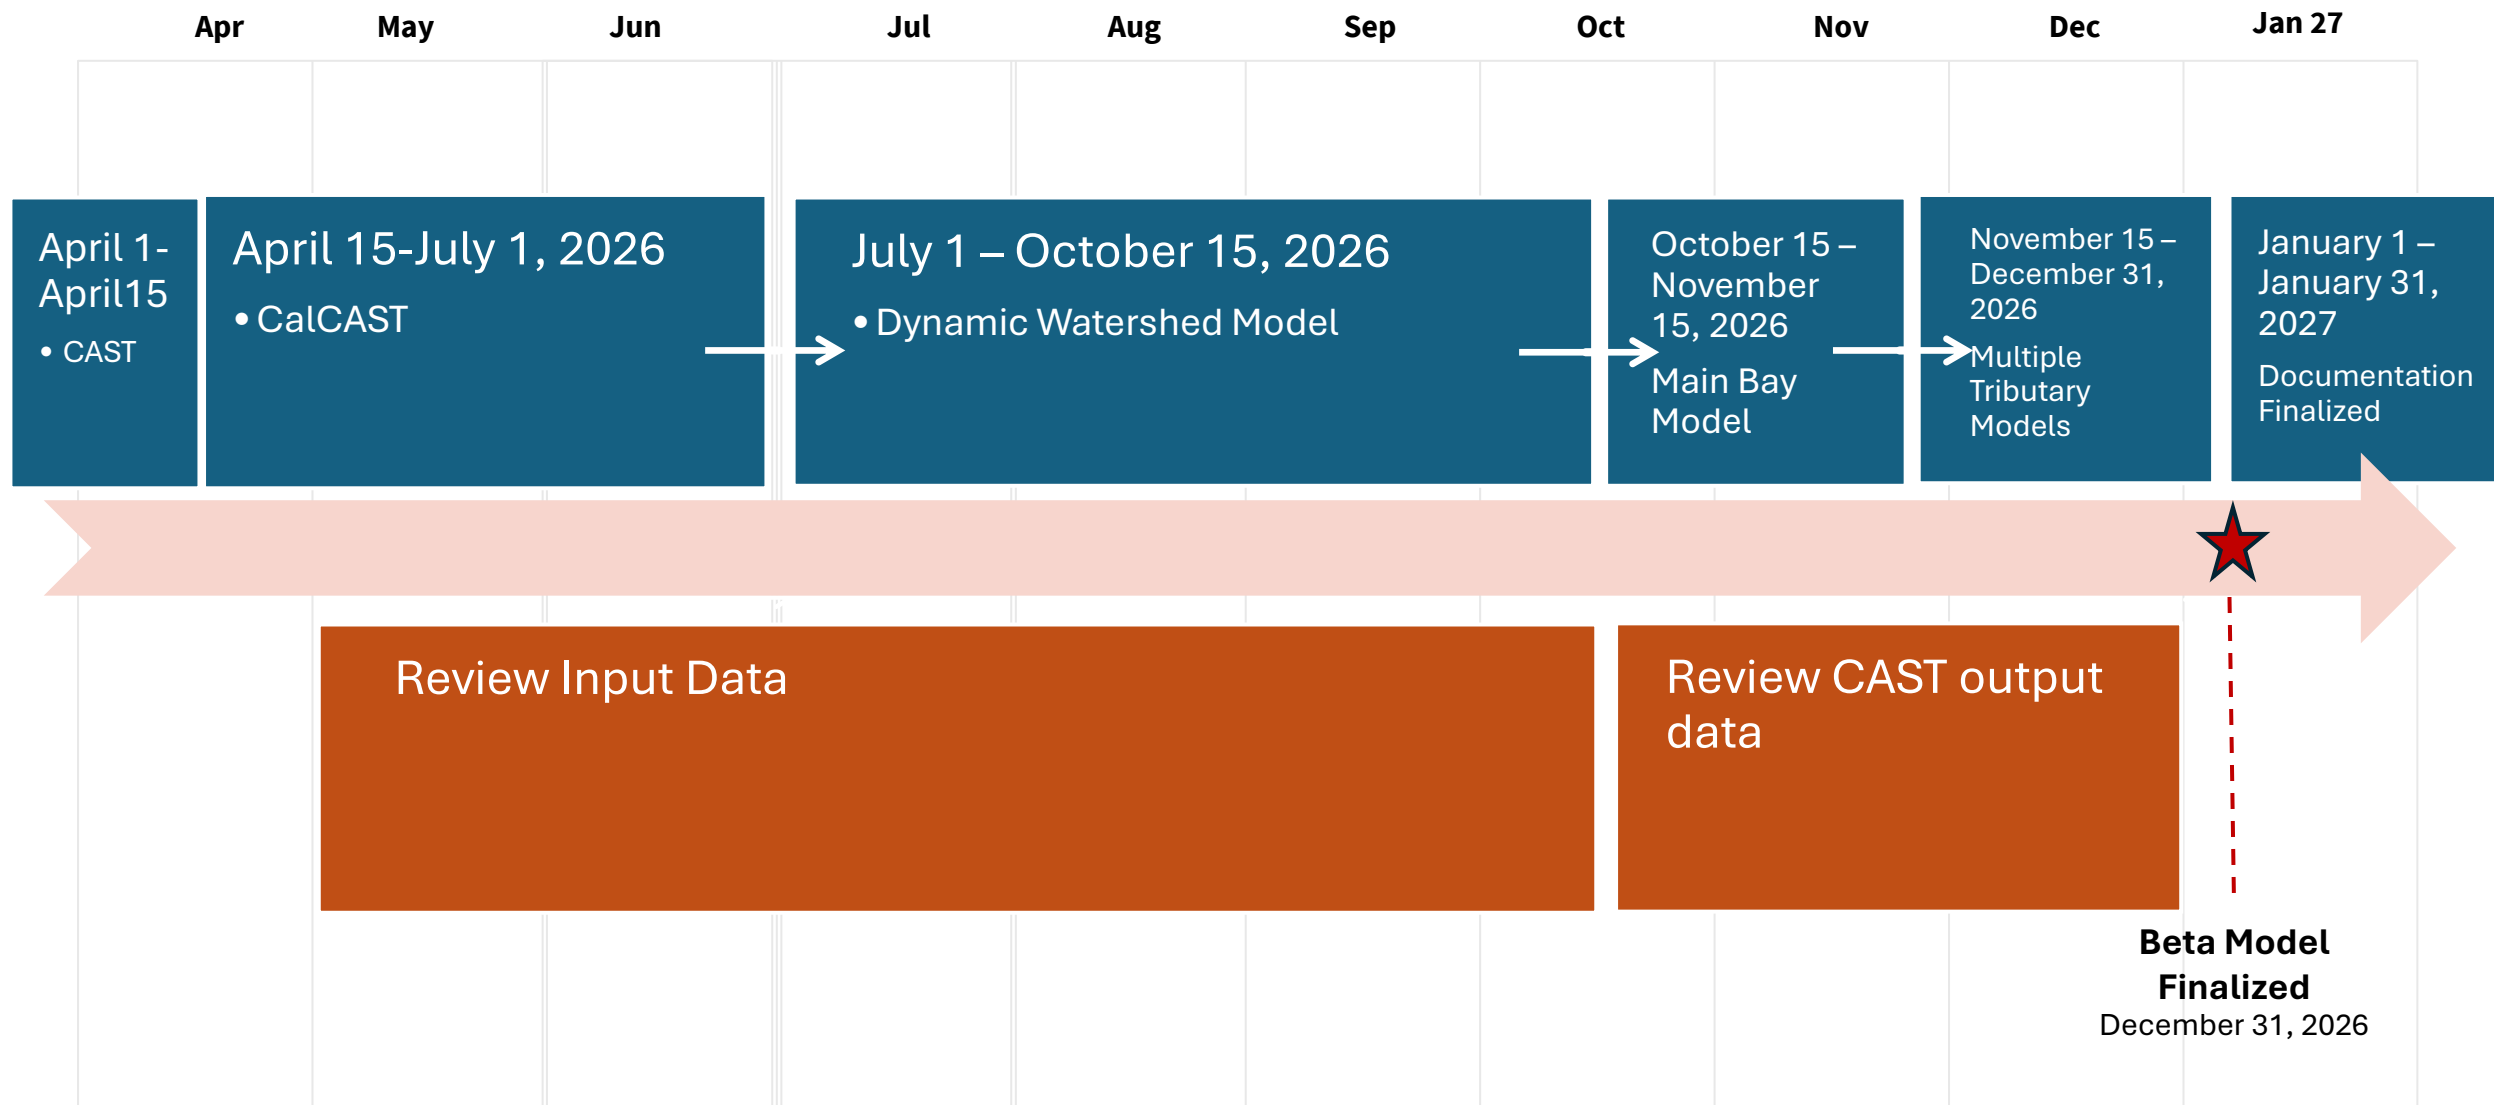 Apr May Jun Jul Aug Sep Oct Nov Dec Jan 27
April 1-
April15
• CAST
April 15-July 1, 2026
• CalCAST
July 1 – October 15, 2026
• Dynamic Watershed Model
October 15 –
November
15, 2026
Main Bay
Model
November 15 –
December 31,
2026
Multiple
Tributary
Models
January 1 –
January 31,
2027
Documentation
Finalized
Review Input Data
Review CAST output
data
Beta Model
Finalized
December 31, 2026